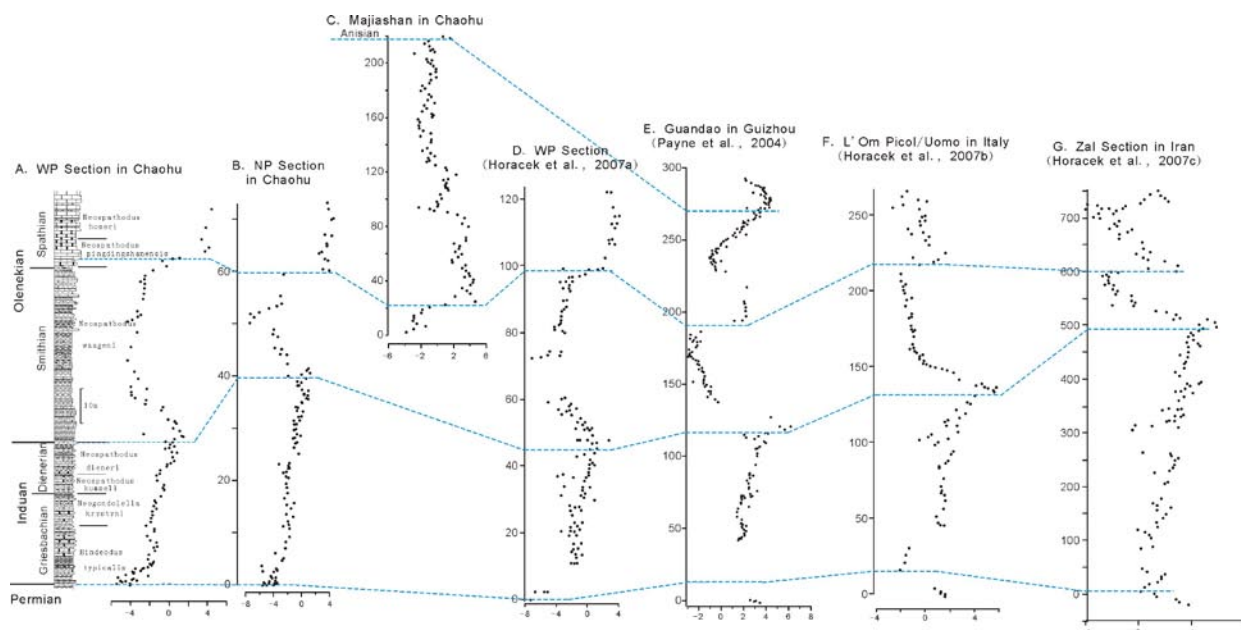 C. Majiashan in Chaohu
Anisian
200
160
120
80
40
0
-6
-2
2
6
A. WP Section in Chaohu
Olenekian
Spathian
Smithian
Induan
Dienerian
Griesbachian
Permian
Neospathodus
homeri
Neospathodus
pingdingshanensis
Neospathodus
10m
Neospathodus
dieneri
Neospathodus
Hindeodus
typicalis
-4
0
4
B. NP Section
in Chaohu
60
40
20
0
-8
-4
0
4
D. WP Section
(Horacek et al., 2007a)
120
100
80
60
40
20
0
-8
-4
0
4
E. Guandao in Guizhou
(Payne et al., 2004)
300
250
200
150
100
50
0
-2
0
2
4
6
8
F. L'Om Picol/Uomo in Italy
(Horacek et al., 2007b)
250
200
150
100
50
0
-4
0
4
G. Zal Section in Iran
(Horacek et al., 2007c)
700
600
500
400
300
200
100
0